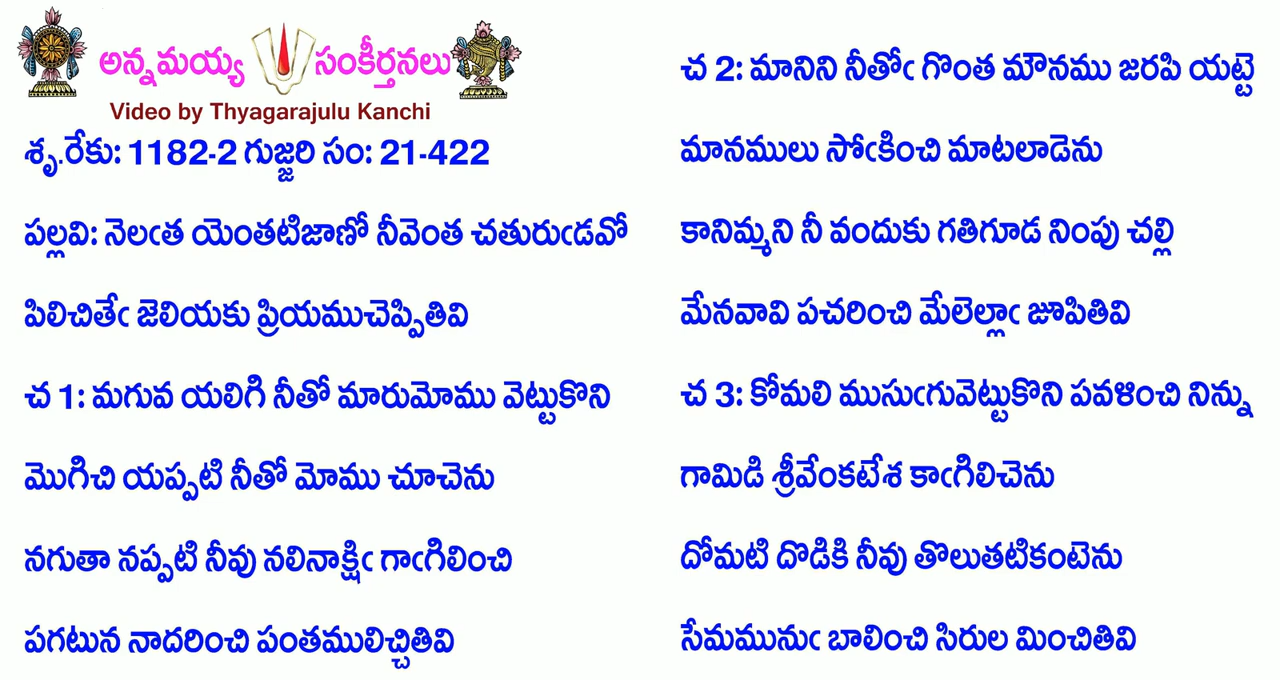 అన్నమయ్య సంకీర్తనలు
Video by Thyagarajulu Kanchi
శృ.రేకు: 1182-2 గుజ్జరి సం: 21-422
పల్లవి: నెలఁత యెంతటిజాణో నీవెంత చతురుఁడవో
పిలిచితేఁ జెలియకు ప్రియముచెప్పితివి
చ 1: మగువ యలిగి నీతో మారుమోము వెట్టుకొని
మొగిచి యప్పటి నీతో మోము చూచెను
నగుతా నప్పటి నీవు నలినాక్షిఁ గాఁగిలించి
పగటున నాదరించి పంతములిచ్చితివి
చ 2: మానిని నీతోఁ గొంత మౌనము జరపి యట్టె
మానములు సోఁకించి మాటలాడెను
కానిమ్మని నీ వందుకు గతిగూడ నింపు చల్లి
మేనవావి పచరించి మేలెల్లాఁ జూపితివి
చ 3: కోమలి ముసుఁగువెట్టుకొని పవళించి నిన్ను
గామిడి శ్రీవేంకటేశ కాఁగిలిచెను
దోమటి దొడికి నీవు తొలుతటికంటెను
సేమమునుఁ బాలించి సిరుల మించితివి